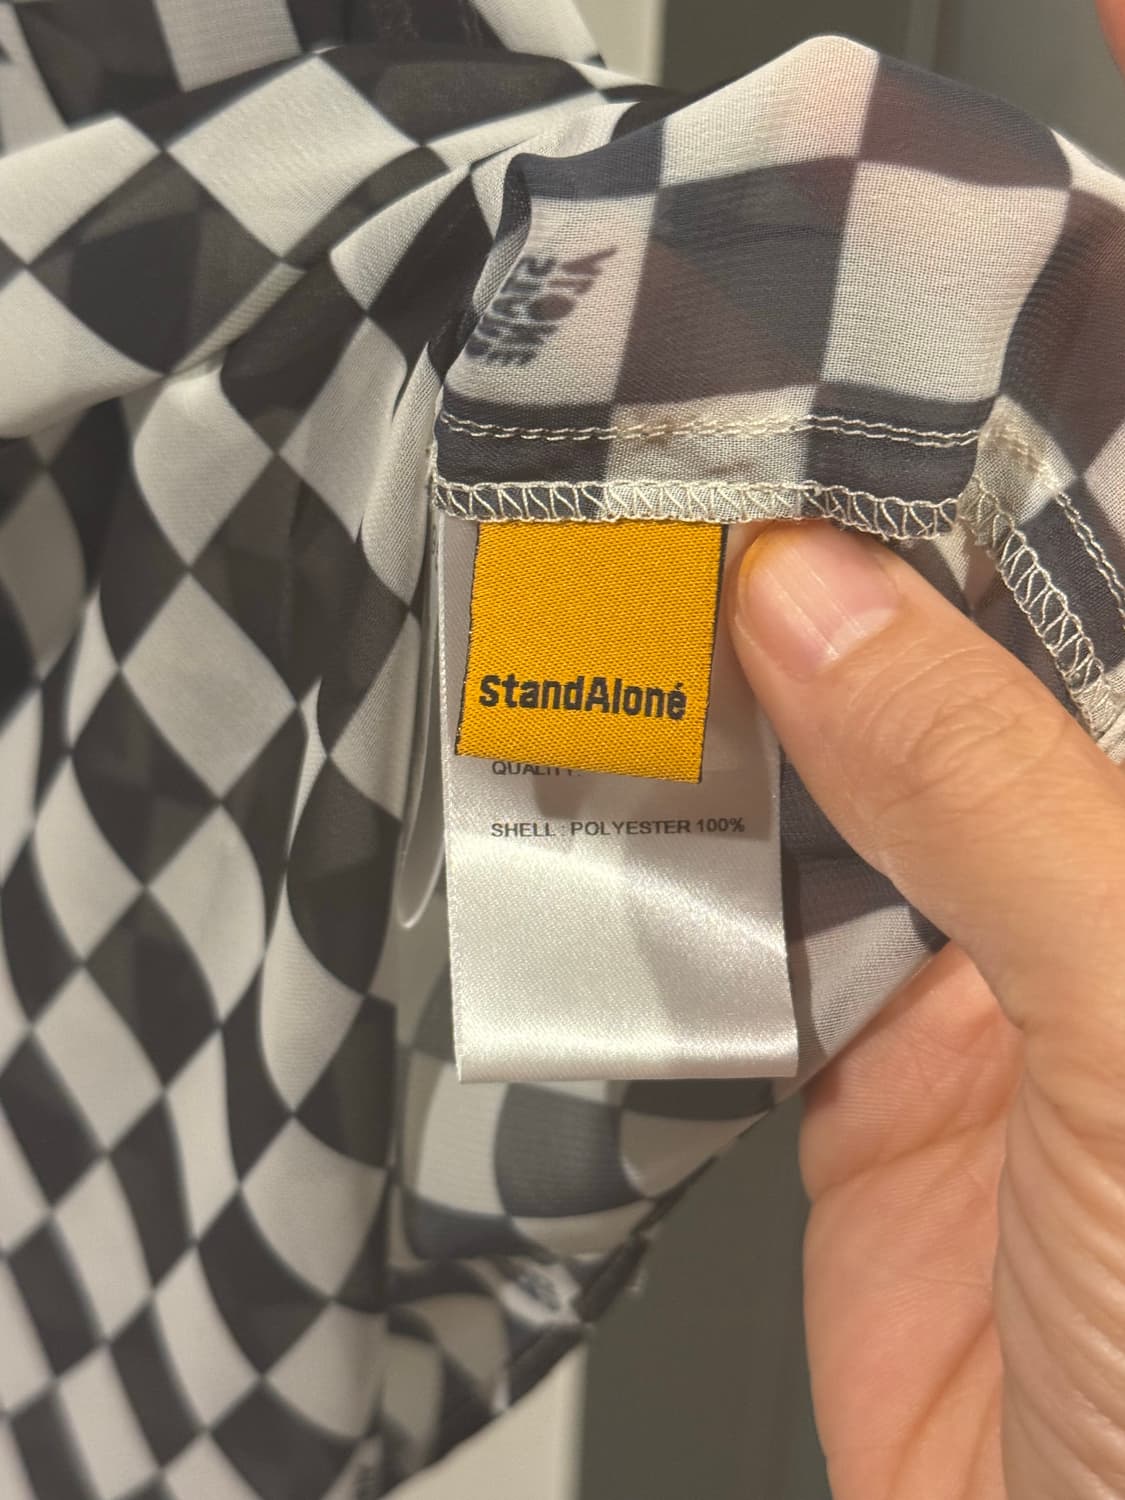 StandAloné
QUALITY:
SHELL : POLYESTER 100%